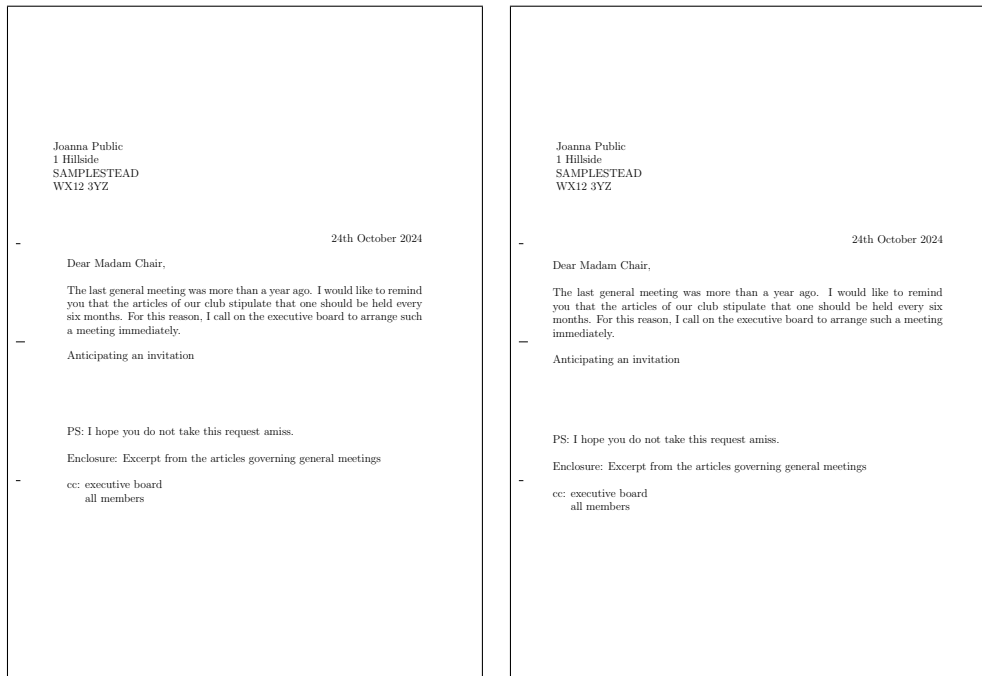 Joanna Public
1 Hillside
SAMPLESTEAD
WX12 3YZ
24th October 2024
Dear Madam Chair,
The last general meeting was more than a year ago. I would like to remind
you that the articles of our club stipulate that one should be held every
six months. For this reason, I call on the executive board to arrange such
a meeting immediately.
Anticipating an invitation
PS: I hope you do not take this request amiss.
Enclosure: Excerpt from the articles governing general meetings
cc: executive board
all members
Joanna Public
1 Hillside
SAMPLESTEAD
WX12 3YZ
24th October 2024
Dear Madam Chair,
The last general meeting was more than a year ago. I would like to remind
you that the articles of our club stipulate that one should be held every six
months. For this reason, I call on the executive board to arrange such a meeting
immediately.
Anticipating an invitation
PS: I hope you do not take this request amiss.
Enclosure: Excerpt from the articles governing general meetings
cc: executive board
all members